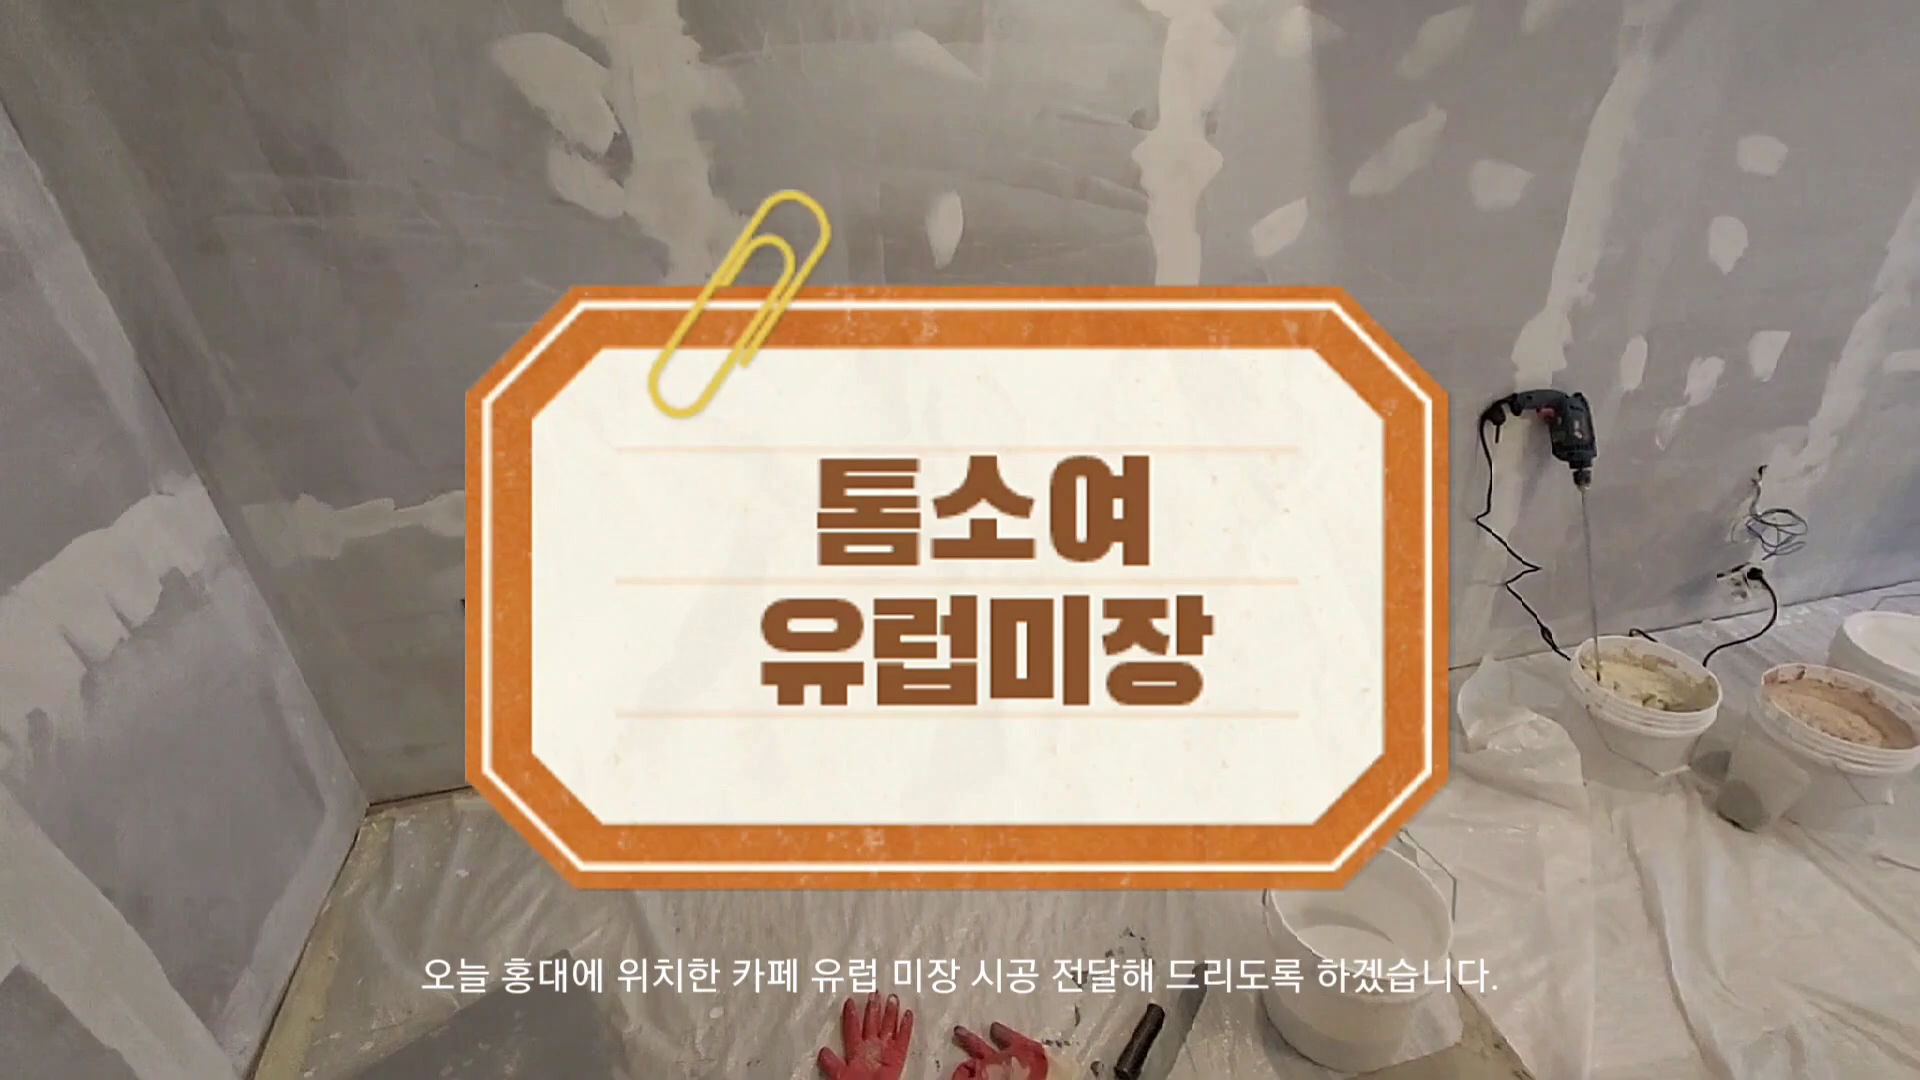 톰소여
유럽미장
오늘 홍대에 위치한 카페 유럽 미장 시공 전달해 드리도록 하겠습니다.